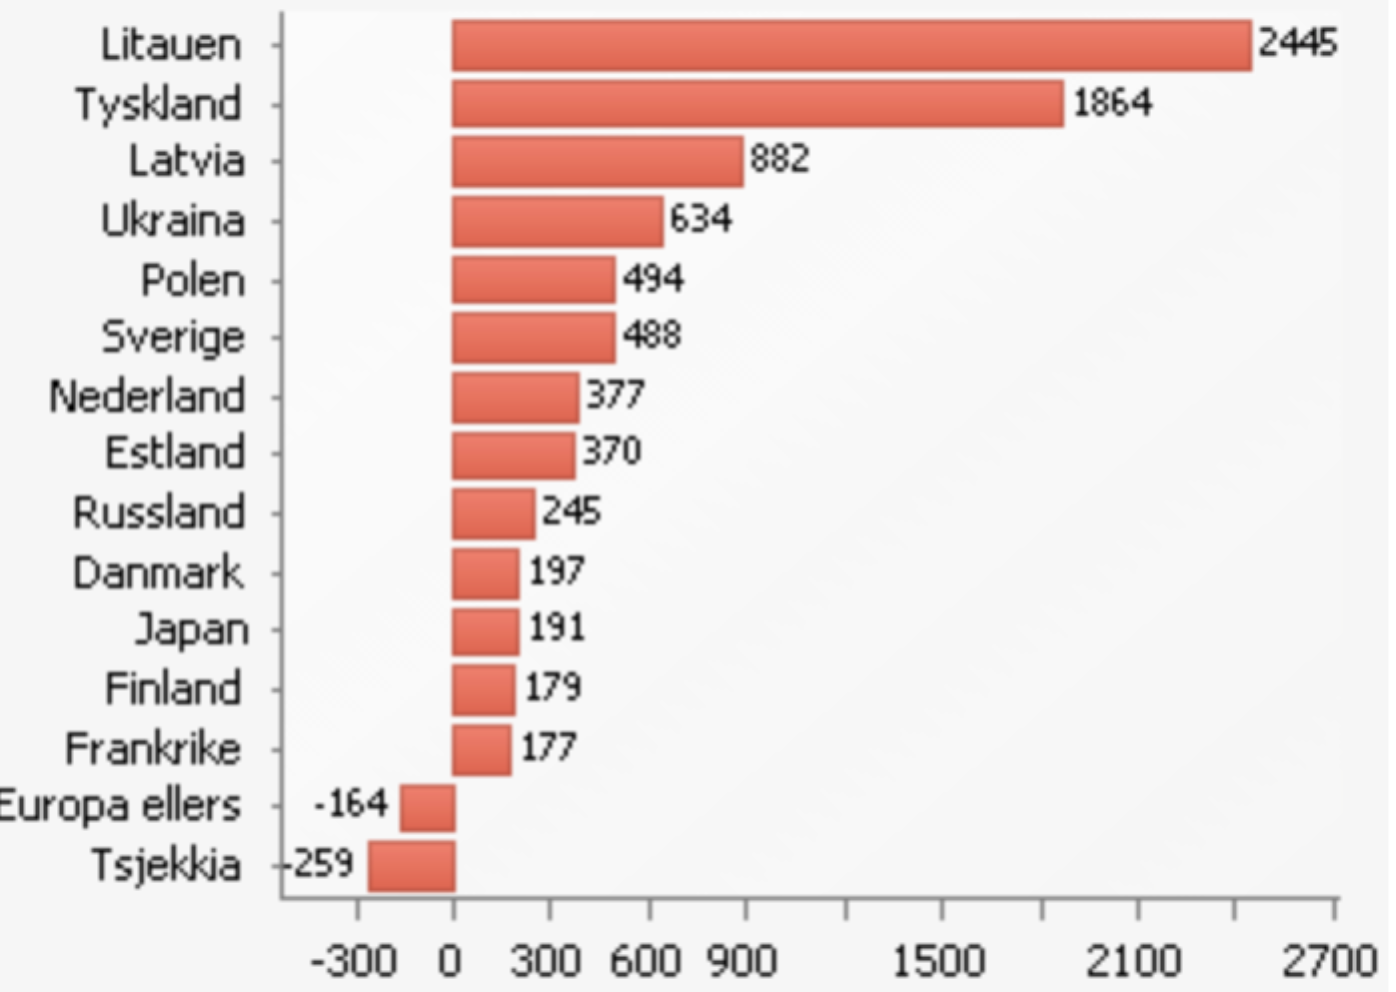 Litauen 2445
Tyskland 1864
Latvia 882
Ukraina 634
Polen 494
Sverige 488
Nederland 377
Estland 370
Russland 245
Danmark 197
Japan 191
Finland 179
Frankrike 177
Europa ellers -164
Tsjekkia -259
-300 0 300 600 900 1500 2100 2700